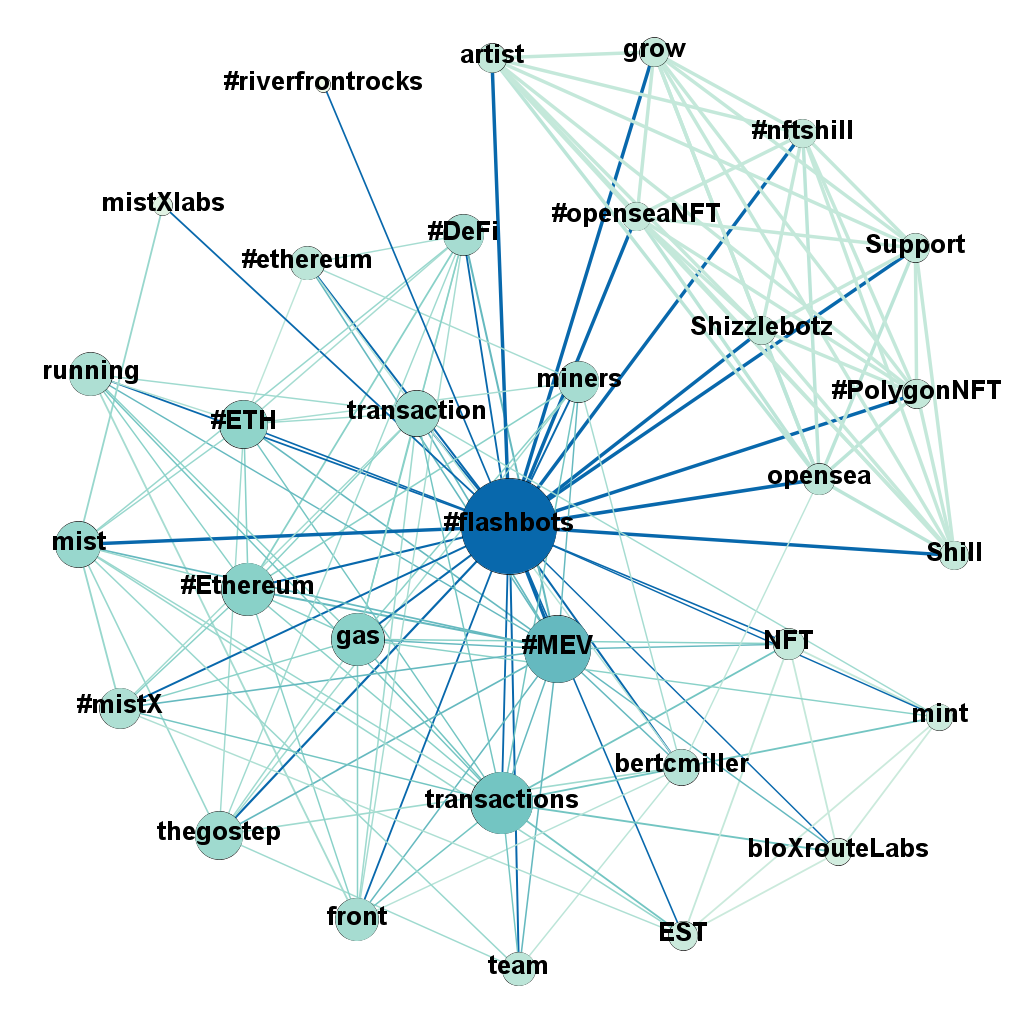 artist
grow
#riverfrontrocks
#nftshill
mistXlabs
#openseaNFT
#DeFi
Support
#ethereum
Shizzlebotz
running
miners
#PolygonNFT
transaction
#ETH
opensea
#flashbots
mist
Shill
#Ethereum
gas
#MEV
NFT
#mistX
mint
bertcmiller
transactions
thegostep
bloXrouteLabs
front
EST
team